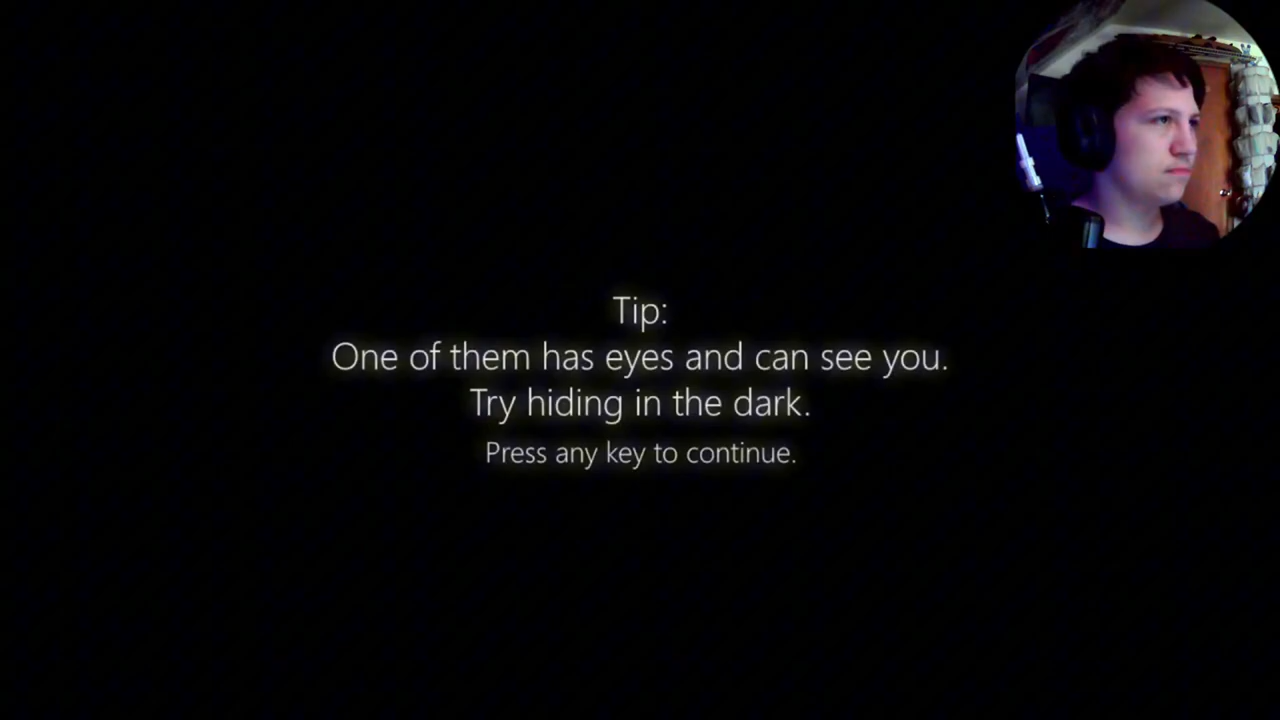 Tip:
One of them has eyes and can see you.
Try hiding in the dark.
Press any key to continue.